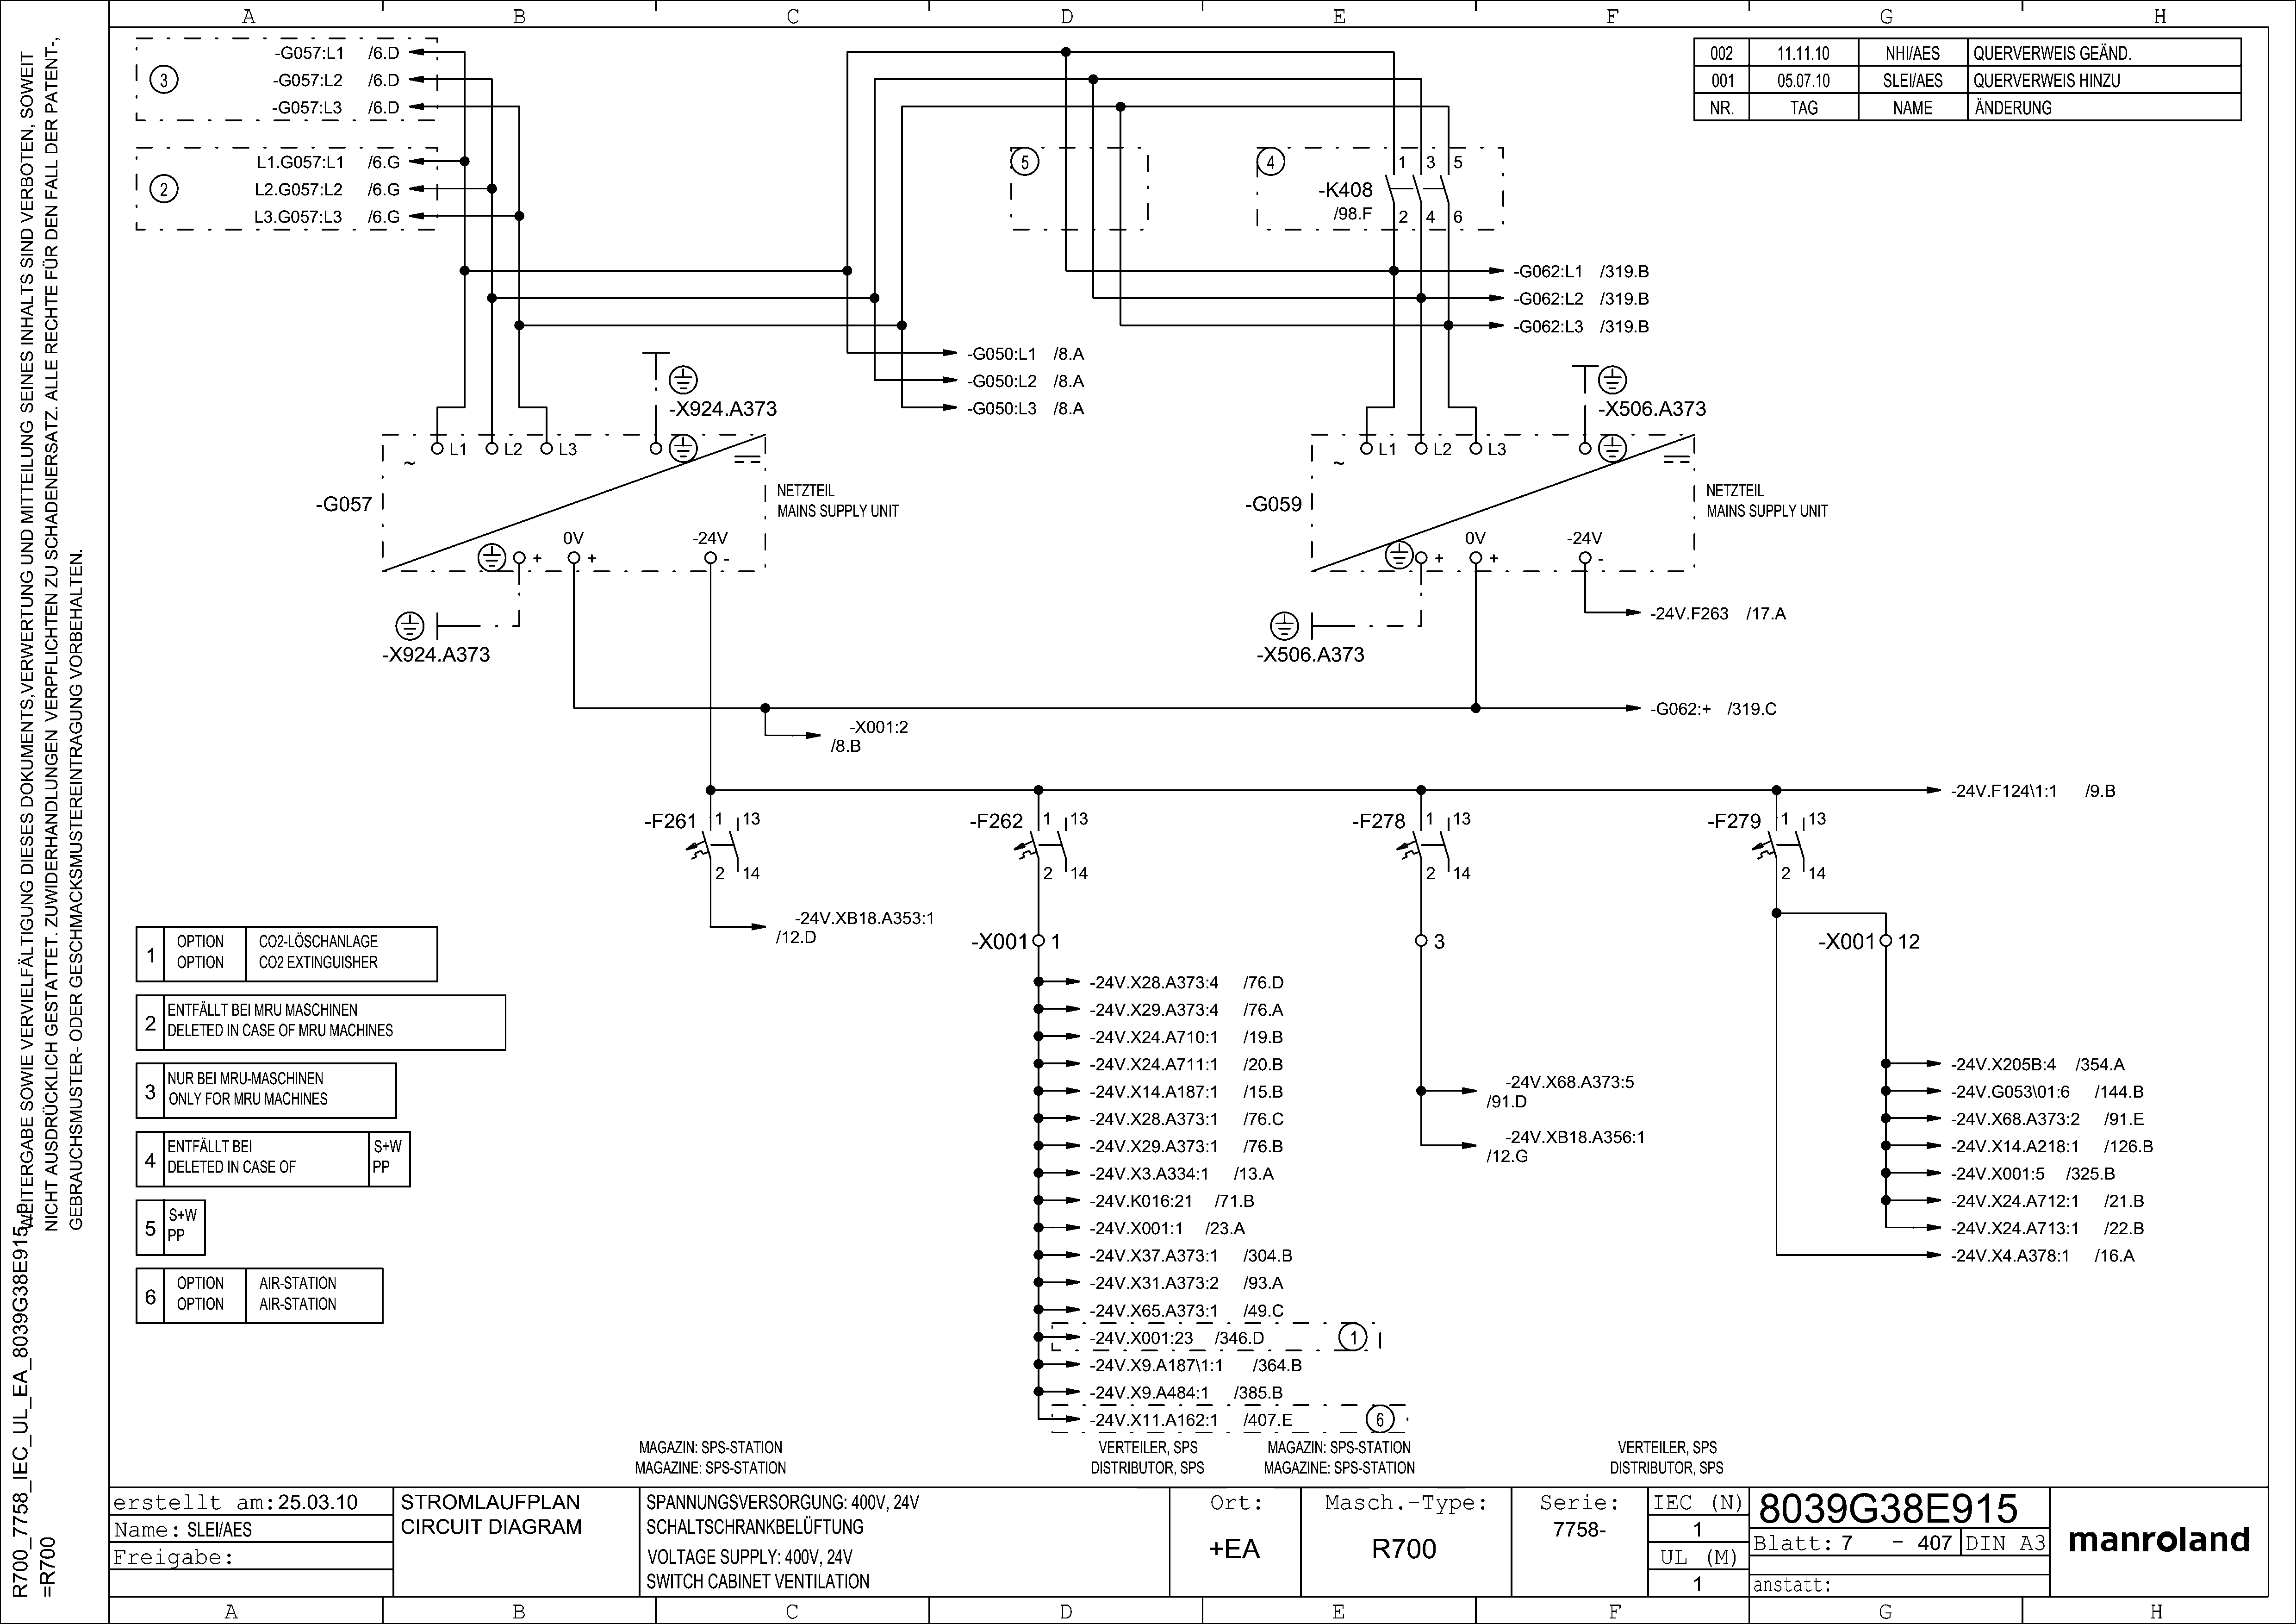 A B C D E F G H
-G057:L1 /6.D
-G057:L2 /6.D
-G057:L3 /6.D
3
L1.G057:L1 /6.G
L2.G057:L2 /6.G
L3.G057:L3 /6.G
2
002 11.11.10 NHI/AES QUERVERWEIS GEÄND.
001 05.07.10 SLEI/AES QUERVERWEIS HINZU
NR. TAG NAME ÄNDERUNG
5
4
1 3 5
-K408
/98.F
2 4 6
-G062:L1 /319.B
-G062:L2 /319.B
-G062:L3 /319.B
-G050:L1 /8.A
-G050:L2 /8.A
-G050:L3 /8.A
-X924.A373
-X506.A373
L1 L2 L3
~
-G057
NETZTEIL
MAINS SUPPLY UNIT
0V -24V
+ + -
-X924.A373
L1 L2 L3
~
-G059
NETZTEIL
MAINS SUPPLY UNIT
0V -24V
+ + -
-24V.F263 /17.A
-X506.A373
-G062:+ /319.C
-X001:2
/8.B
-24V.F124\1:1 /9.B
-F261 1 13
2 14
-F262 1 13
2 14
-F278 1 13
2 14
-F279 1 13
2 14
-24V.XB18.A353:1
/12.D
-X001 1
3
-X001 12
-24V.X28.A373:4 /76.D
-24V.X29.A373:4 /76.A
-24V.X24.A710:1 /19.B
-24V.X24.A711:1 /20.B
-24V.X14.A187:1 /15.B
-24V.X28.A373:1 /76.C
-24V.X29.A373:1 /76.B
-24V.X3.A334:1 /13.A
-24V.K016:21 /71.B
-24V.X001:1 /23.A
-24V.X37.A373:1 /304.B
-24V.X31.A373:2 /93.A
-24V.X65.A373:1 /49.C
-24V.X001:23 /346.D 1
-24V.X9.A187\1:1 /364.B
-24V.X9.A484:1 /385.B
-24V.X11.A162:1 /407.E 6
-24V.X68.A373:5
/91.D
-24V.XB18.A356:1
/12.G
-24V.X205B:4 /354.A
-24V.G053\01:6 /144.B
-24V.X68.A373:2 /91.E
-24V.X14.A218:1 /126.B
-24V.X001:5 /325.B
-24V.X24.A712:1 /21.B
-24V.X24.A713:1 /22.B
-24V.X4.A378:1 /16.A
1 OPTION CO2-LÖSCHANLAGE
OPTION CO2 EXTINGUISHER
2 ENTFÄLLT BEI MRU MASCHINEN
DELETED IN CASE OF MRU MACHINES
3 NUR BEI MRU-MASCHINEN
ONLY FOR MRU MACHINES
4 ENTFÄLLT BEI S+W
DELETED IN CASE OF PP
5 S+W
PP
6 OPTION AIR-STATION
OPTION AIR-STATION
MAGAZIN: SPS-STATION
MAGAZINE: SPS-STATION
VERTEILER, SPS
DISTRIBUTOR, SPS
MAGAZIN: SPS-STATION
MAGAZINE: SPS-STATION
VERTEILER, SPS
DISTRIBUTOR, SPS
erstellt am: 25.03.10
Name: SLEI/AES
Freigabe:
STROMLAUFPLAN
CIRCUIT DIAGRAM
SPANNUNGSVERSORGUNG: 400V, 24V
SCHALTSCHRANKBELÜFTUNG
VOLTAGE SUPPLY: 400V, 24V
SWITCH CABINET VENTILATION
Ort:
+EA
Masch.-Type:
R700
Serie:
7758-
IEC (N)
1
UL (M)
1
8039G38E915
Blatt: 7 - 407 DIN A3
anstatt:
manroland
A B C D E F G H
WEITERGABE SOWIE VERVIELFÄLTIGUNG DIESES DOKUMENTS,VERWERTUNG UND MITTEILUNG SEINES INHALTS SIND VERBOTEN, SOWEIT
NICHT AUSDRÜCKLICH GESTATTET. ZUWIDERHANDLUNGEN VERPFLICHTEN ZU SCHADENERSATZ. ALLE RECHTE FÜR DEN FALL DER PATENT-,
GEBRAUCHSMUSTER- ODER GESCHMACKSMUSTEREINTRAGUNG VORBEHALTEN.
R700_7758_IEC_UL_EA_8039G38E915
=R700